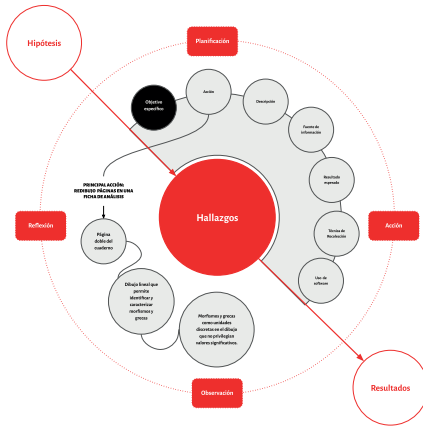 Hipótesis
Planificación
Objetivo
específico
Acción
Descripción
Fuente de
información
Resultado
esperado
Técnica de
Recolección
Uso de
software
Hallazgos
Acción
Reflexión
PRINCIPAL ACCIÓN:
REDIBUJO PÁGINAS EN UNA
FICHA DE ANÁLISIS
Página
doble del
cuaderno
Dibujo lineal que
permite
identificar y
caracterizar
morfismos y
grecas
Morfismos y grecas
como unidades
discretas en el dibujo
que no privilegian
valores significativos.
Observación
Resultados